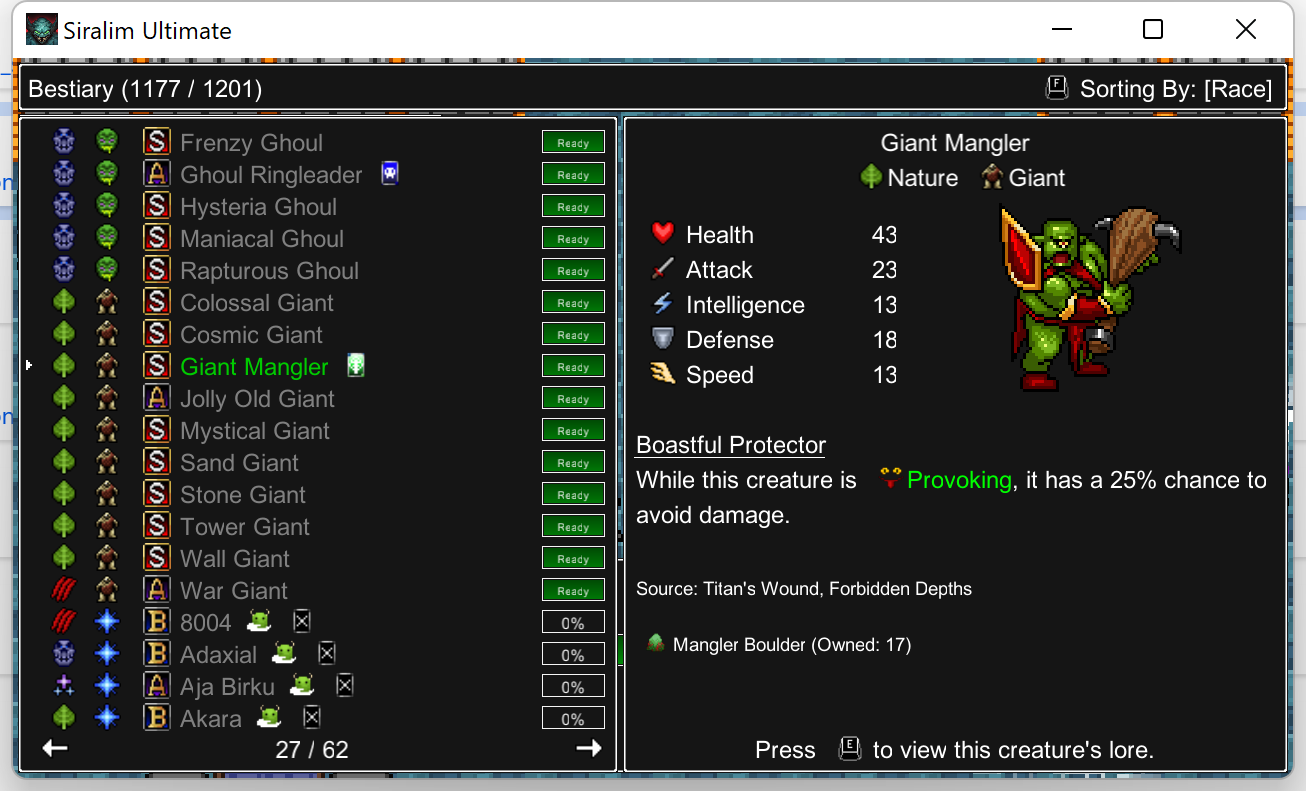 Siralim Ultimate
Bestiary (1177 / 1201)
F Sorting By: [Race]
S Frenzy Ghoul Ready
A Ghoul Ringleader Ready
S Hysteria Ghoul Ready
S Maniacal Ghoul Ready
S Rapturous Ghoul Ready
S Colossal Giant Ready
S Cosmic Giant Ready
S Giant Mangler Ready
A Jolly Old Giant Ready
S Mystical Giant Ready
S Sand Giant Ready
S Stone Giant Ready
S Tower Giant Ready
S Wall Giant Ready
A War Giant Ready
B 8004 0%
B Adaxial 0%
A Aja Birku 0%
B Akara 0%
27 / 62
Giant Mangler
Nature Giant
Health 43
Attack 23
Intelligence 13
Defense 18
Speed 13
Boastful Protector
While this creature is Provoking, it has a 25% chance to
avoid damage.
Source: Titan's Wound, Forbidden Depths
Mangler Boulder (Owned: 17)
Press E to view this creature's lore.